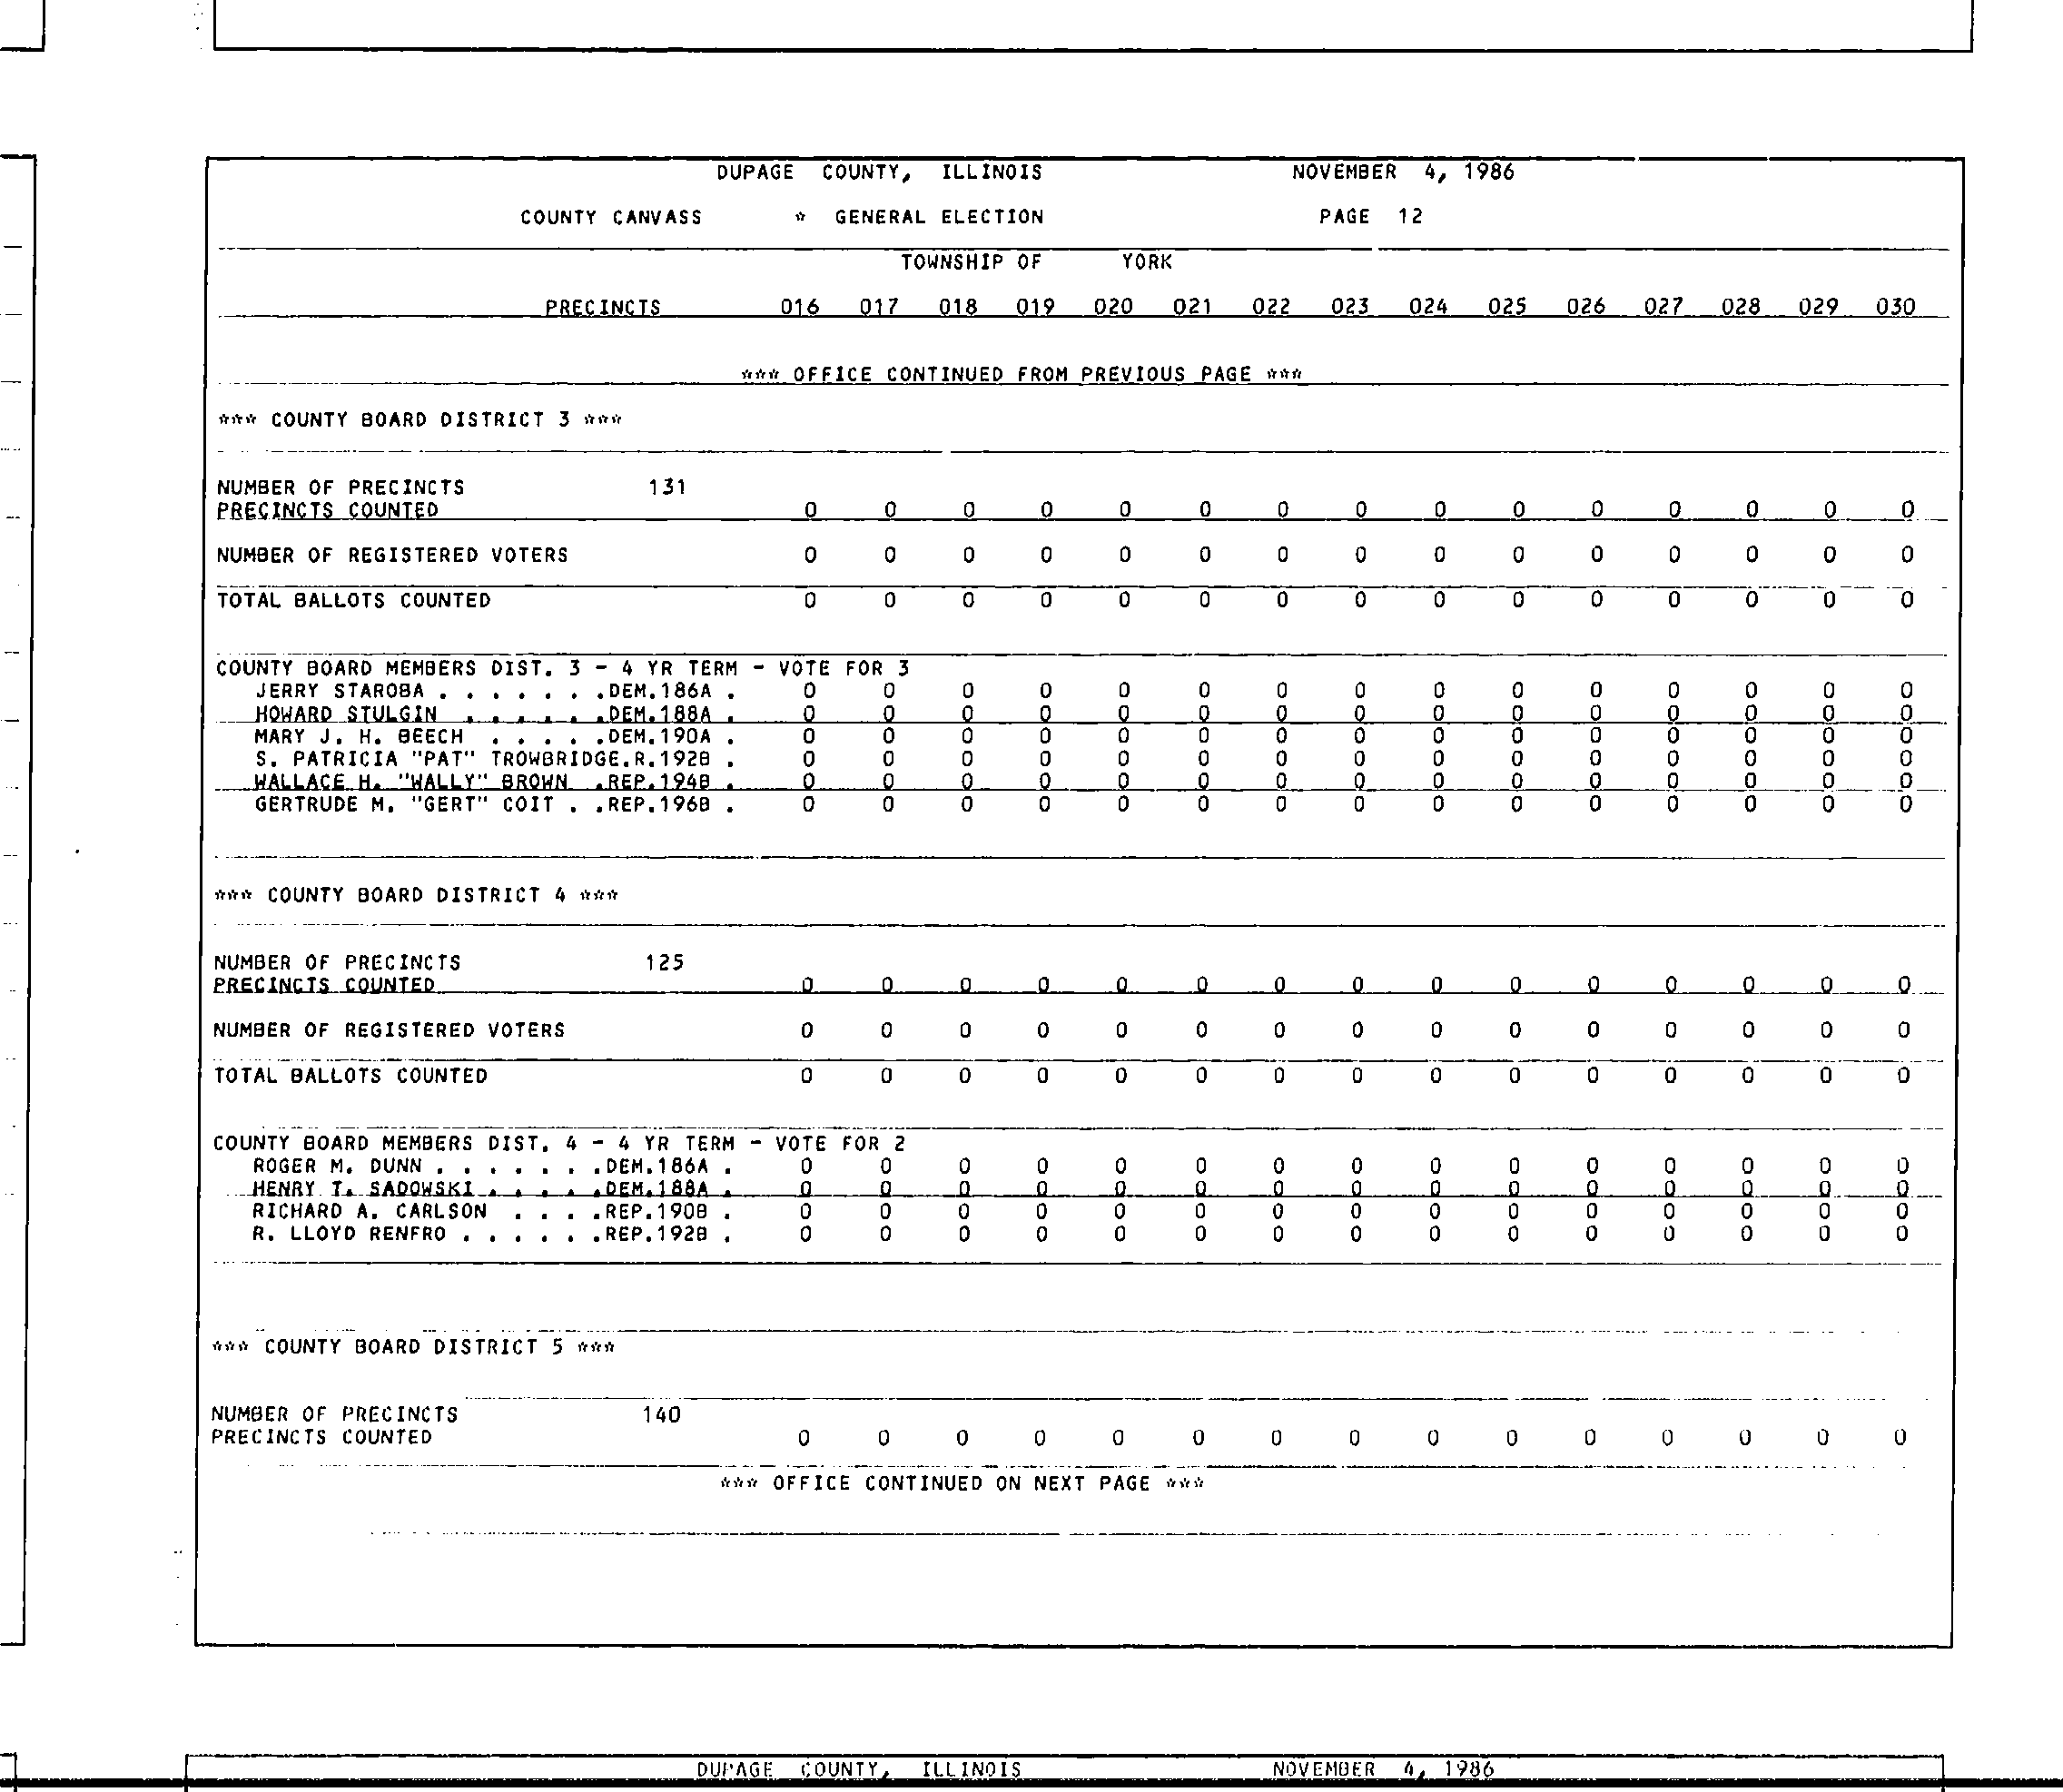 DUPAGE COUNTY, ILLINOIS NOVEMBER 4, 1986
COUNTY CANVASS * GENERAL ELECTION PAGE 12
TOWNSHIP OF YORK
PRECINCTS 016 017 018 019 020 021 022 023 024 025 026 027 028 029 030
*** OFFICE CONTINUED FROM PREVIOUS PAGE ***
*** COUNTY BOARD DISTRICT 3 ***
NUMBER OF PRECINCTS 131
PRECINCTS COUNTED 0 0 0 0 0 0 0 0 0 0 0 0 0 0 0
NUMBER OF REGISTERED VOTERS 0 0 0 0 0 0 0 0 0 0 0 0 0 0 0
TOTAL BALLOTS COUNTED 0 0 0 0 0 0 0 0 0 0 0 0 0 0 0
COUNTY BOARD MEMBERS DIST. 3 - 4 YR TERM - VOTE FOR 3
JERRY STAROBA . . . . . . .DEM.186A . 0 0 0 0 0 0 0 0 0 0 0 0 0 0 0
HOWARD STULGIN . . . . . .DEM.188A . 0 0 0 0 0 0 0 0 0 0 0 0 0 0 0
MARY J. H. BEECH . . . . .DEM.190A . 0 0 0 0 0 0 0 0 0 0 0 0 0 0 0
S. PATRICIA "PAT" TROWBRIDGE.R.192B . 0 0 0 0 0 0 0 0 0 0 0 0 0 0 0
WALLACE H. "WALLY" BROWN .REP.194B . 0 0 0 0 0 0 0 0 0 0 0 0 0 0 0
GERTRUDE M. "GERT" COIT . .REP.196B . 0 0 0 0 0 0 0 0 0 0 0 0 0 0 0
*** COUNTY BOARD DISTRICT 4 ***
NUMBER OF PRECINCTS 125
PRECINCTS COUNTED 0 0 0 0 0 0 0 0 0 0 0 0 0 0 0
NUMBER OF REGISTERED VOTERS 0 0 0 0 0 0 0 0 0 0 0 0 0 0 0
TOTAL BALLOTS COUNTED 0 0 0 0 0 0 0 0 0 0 0 0 0 0 0
COUNTY BOARD MEMBERS DIST. 4 - 4 YR TERM - VOTE FOR 2
ROGER M. DUNN . . . . . . .DEM.186A . 0 0 0 0 0 0 0 0 0 0 0 0 0 0 0
HENRY T. SADOWSKI . . . . .DEM.188A . 0 0 0 0 0 0 0 0 0 0 0 0 0 0 0
RICHARD A. CARLSON . . . .REP.190B . 0 0 0 0 0 0 0 0 0 0 0 0 0 0 0
R. LLOYD RENFRO . . . . . .REP.192B . 0 0 0 0 0 0 0 0 0 0 0 0 0 0 0
*** COUNTY BOARD DISTRICT 5 ***
NUMBER OF PRECINCTS 140
PRECINCTS COUNTED 0 0 0 0 0 0 0 0 0 0 0 0 0 0 0
*** OFFICE CONTINUED ON NEXT PAGE ***
DUPAGE COUNTY, ILLINOIS NOVEMBER 4, 1986